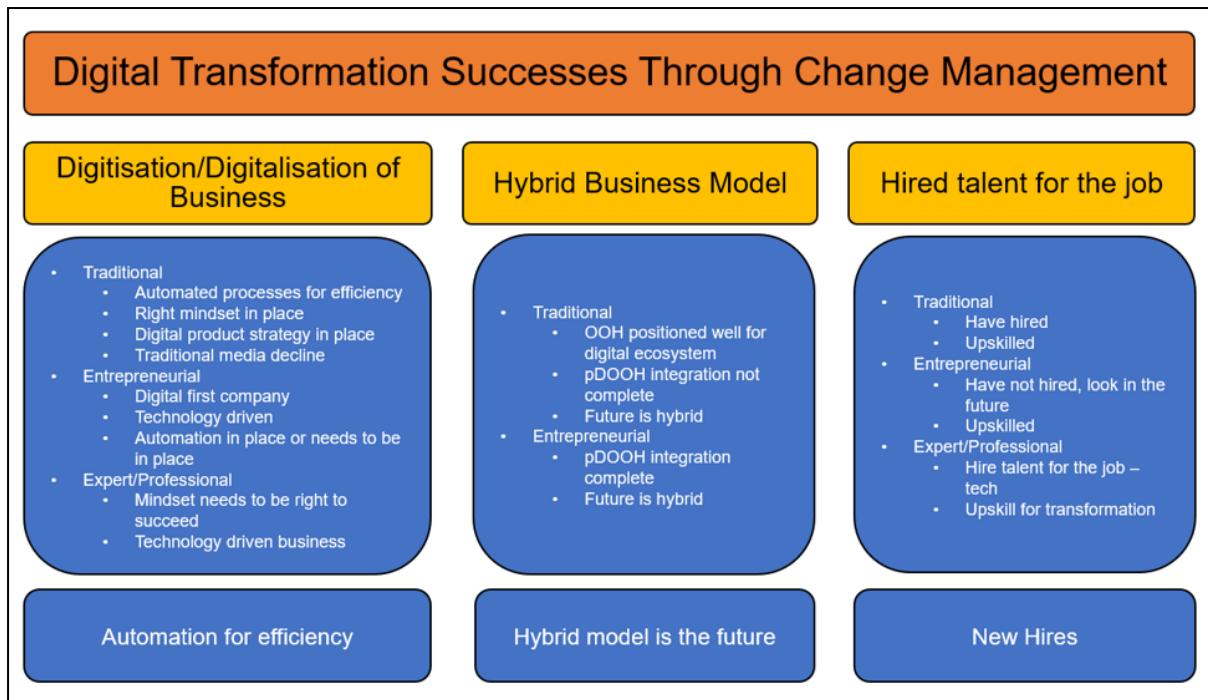 Digital Transformation Successes Through Change Management
Digitisation/Digitalisation of
Business
• Traditional
• Automated processes for efficiency
• Right mindset in place
• Digital product strategy in place
• Traditional media decline
• Entrepreneurial
• Digital first company
• Technology driven
• Automation in place or needs to be
in place
• Expert/Professional
• Mindset needs to be right to
succeed
• Technology driven business
Automation for efficiency
Hybrid Business Model
• Traditional
• OOH positioned well for
digital ecosystem
• pDOOH integration not
complete
• Future is hybrid
• Entrepreneurial
• pDOOH integration
complete
• Future is hybrid
Hybrid model is the future
Hired talent for the job
• Traditional
• Have hired
• Upskilled
• Entrepreneurial
• Have not hired, look in the
future
• Upskilled
• Expert/Professional
• Hire talent for the job –
tech
• Upskill for transformation
New Hires